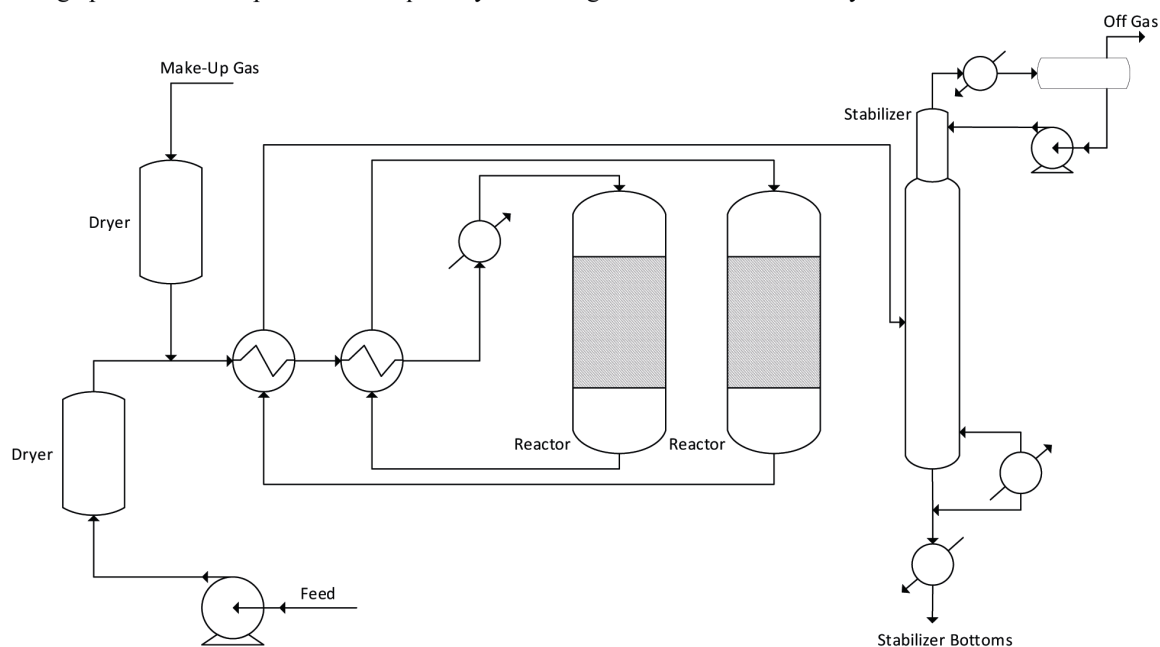 Off Gas
Make-Up Gas
Stabilizer
Dryer
Reactor
Reactor
Dryer
Feed
Stabilizer Bottoms